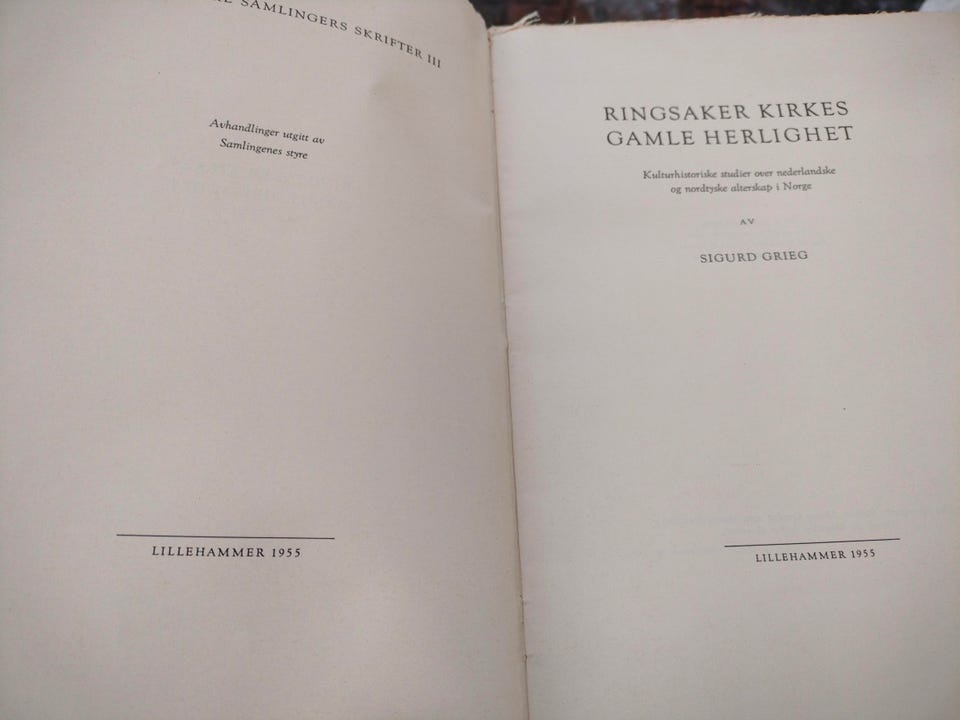 SAMLINGERS SKRIFTER III
Avhandlinger utgitt av
Samlingenes styre
LILLEHAMMER 1955
RINGSAKER KIRKES
GAMLE HERLIGHET
Kulturhistoriske studier over nederlandske
og nordtyske alterskap i Norge
AV
SIGURD GRIEG
LILLEHAMMER 1955